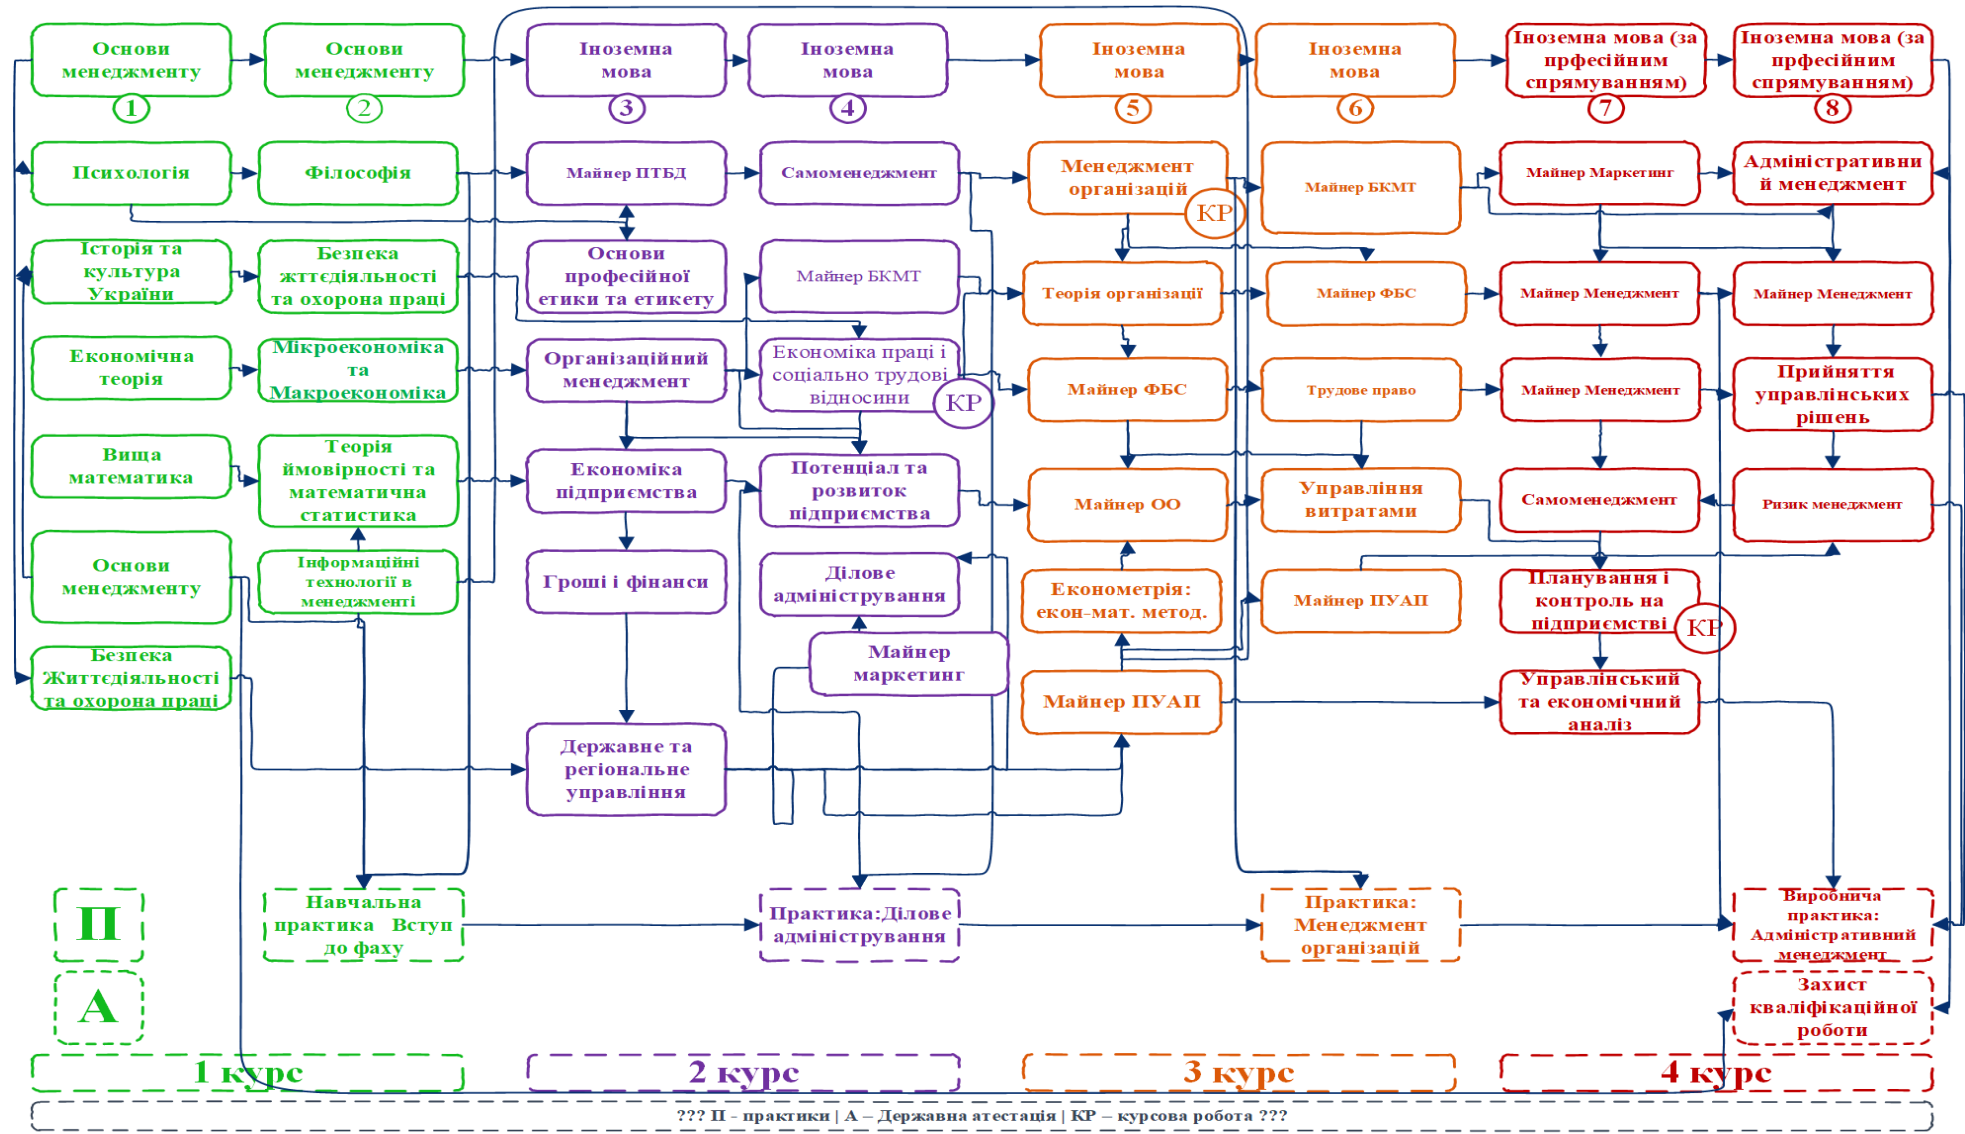 Основи
менеджменту
Основи
менеджменту
Іноземна
мова
Іноземна
мова
Іноземна
мова
Іноземна
мова
Іноземна мова (за
прфесійним
спрямуванням)
Іноземна мова (за
прфесійним
спрямуванням)
1
2
3
4
5
6
7
8
Психологія
Філософія
Майнер ПТБД
Самоменеджмент
Менеджмент
організацій
КР
Майнер БКМТ
Майнер Маркетинг
Адміністративни
й менеджмент
Історія та
культура
України
Безпека
жттєдіяльності
та охорона праці
Основи
професійної
етики та етикету
Майнер БКМТ
Теорія організації
Майнер ФБС
Майнер Менеджмент
Майнер Менеджмент
Економічна
теорія
Мікроекономіка
та
Макроекономіка
Організаційний
менеджмент
Економіка праці і
соціально трудові
відносини
КР
Майнер ФБС
Трудове право
Майнер Менеджмент
Прийняття
управлінських
рішень
Вища
математика
Теорія
ймовірності та
математична
статистика
Економіка
підприємства
Потенціал та
розвиток
підприємства
Майнер ОО
Управління
витратами
Самоменеджмент
Ризик менеджмент
Основи
менеджменту
Інформаційні
технології в
менеджменті
Гроші і фінанси
Ділове
адміністрування
Економетрія:
екон-мат. метод.
Майнер ПУАП
Планування і
контроль на
підприємстві
КР
Безпека
Життєдіяльності
та охорона праці
Майнер
маркетинг
Майнер ПУАП
Управлінський
та економічний
аналіз
Державне та
регіональне
управління
П
Навчальна
практика Вступ
до фаху
Практика:Ділове
адміністрування
Практика:
Менеджмент
організацій
Виробнича
практика:
Адміністративний
менеджмент
А
Захист
кваліфікаційної
роботи
1 курс
2 курс
3 курс
4 курс
??? П - практики | А – Державна атестація | КР – курсова робота ???